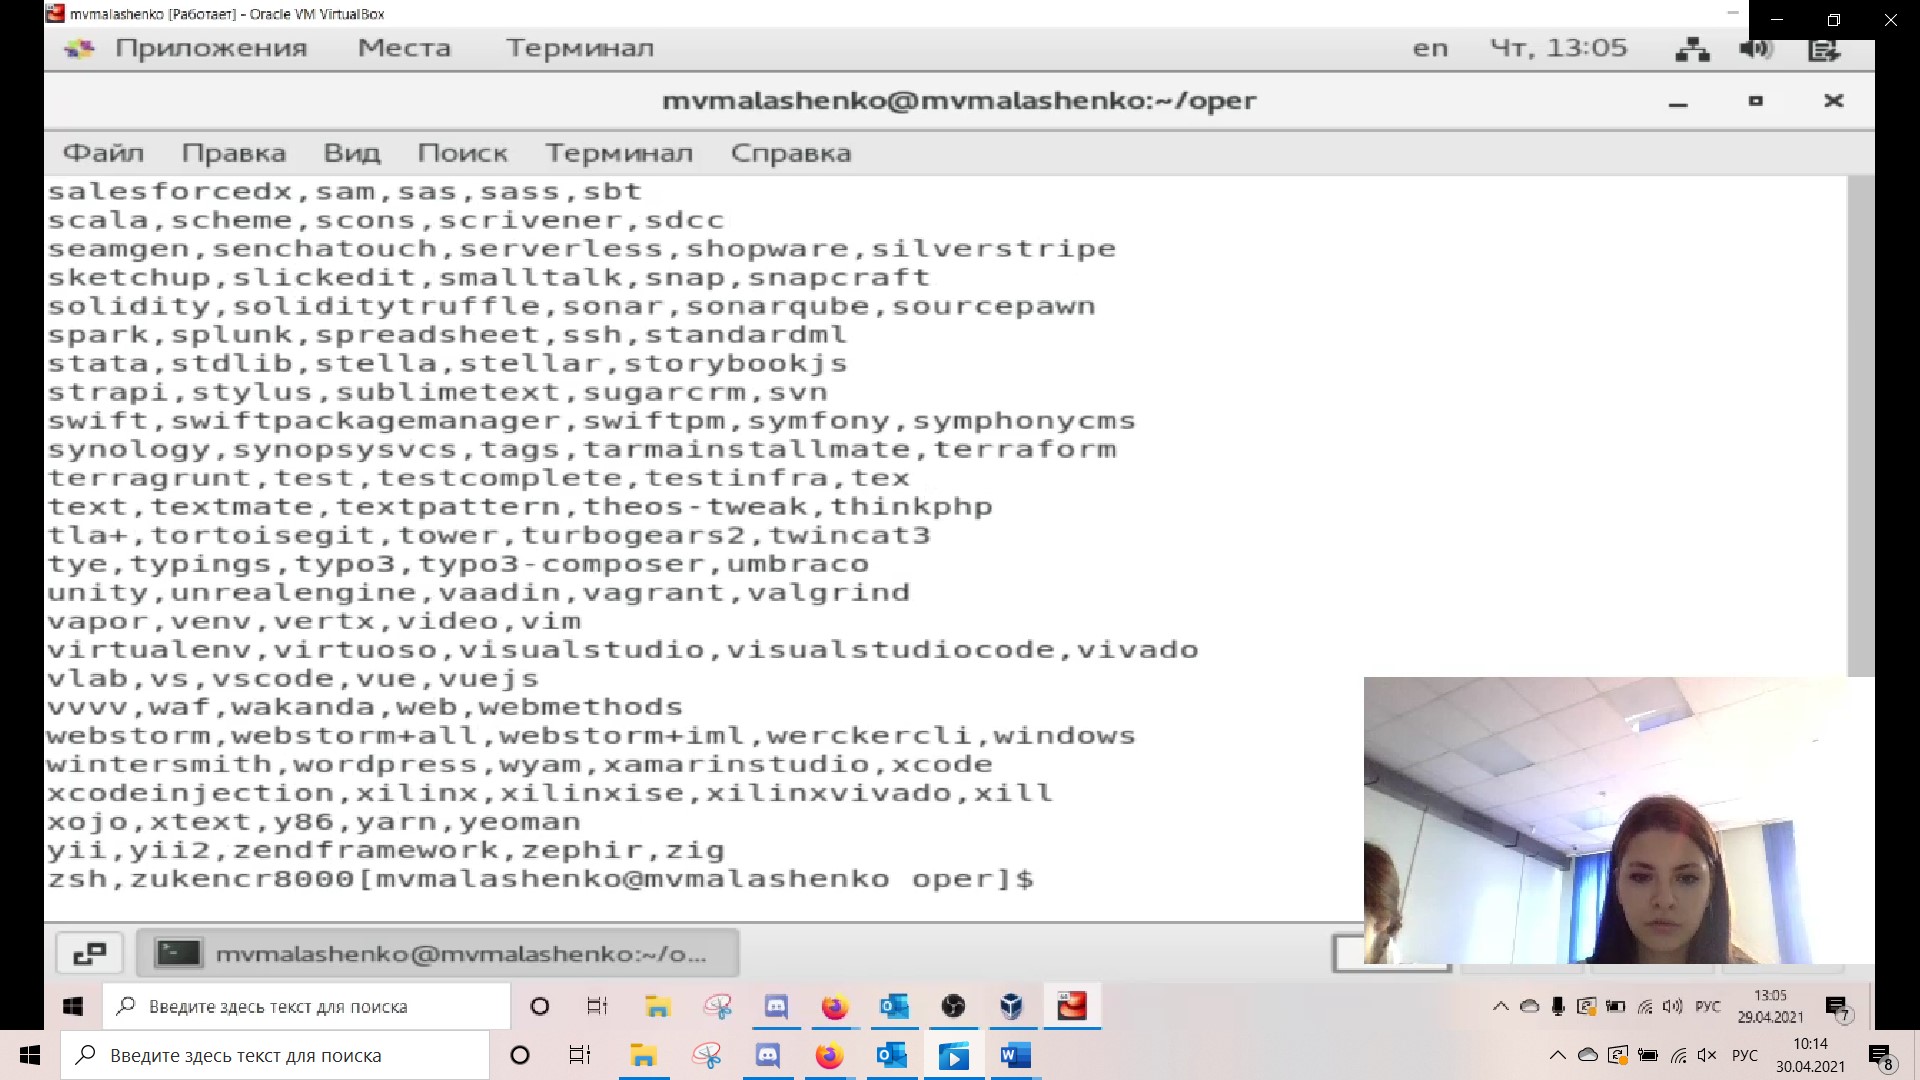 mvmalashenko [Работает] - Oracle VM VirtualBox
Приложения Места Терминал en Чт, 13:05
mvmalashenko@mvmalashenko:~/oper
Файл Правка Вид Поиск Терминал Справка
salesforcedx,sam,sas,sass,sbt
scala,scheme,scons,scrivener,sdcc
seamgen,senchatouch,serverless,shopware,silverstripe
sketchup,slickedit,smalltalk,snap,snapcraft
solidity,soliditytruffle,sonar,sonarqube,sourcepawn
spark,splunk,spreadsheet,ssh,standardml
stata,stdlib,stella,stellar,storybookjs
strapi,stylus,sublimetext,sugarcrm,svn
swift,swiftpackagemanager,swiftpm,symfony,symphonycms
synology,synopsysvcs,tags,tarmainstallmate,terraform
terragrunt,test,testcomplete,testinfra,tex
text,textmate,textpattern,theos-tweak,thinkphp
tla+,tortoisegit,tower,turbogears2,twincat3
tye,typings,typo3,typo3-composer,umbraco
unity,unrealengine,vaadin,vagrant,valgrind
vapor,venv,vertx,video,vim
virtualenv,virtuoso,visualstudio,visualstudiocode,vivado
vlab,vs,vscode,vue,vuejs
vvvv,waf,wakanda,web,webmethods
webstorm,webstorm+all,webstorm+iml,werckercli,windows
wintersmith,wordpress,wyam,xamarinstudio,xcode
xcodeinjection,xilinx,xilinxise,xilinxvivado,xill
xojo,xtext,y86,yarn,yeoman
yii,yii2,zendframework,zephir,zig
zsh,zukencr8000[mvmalashenko@mvmalashenko oper]$
mvmalashenko@mvmalashenko:~/o...
Введите здесь текст для поиска РУС 13:05
29.04.2021 7
Введите здесь текст для поиска РУС 10:14
30.04.2021 8